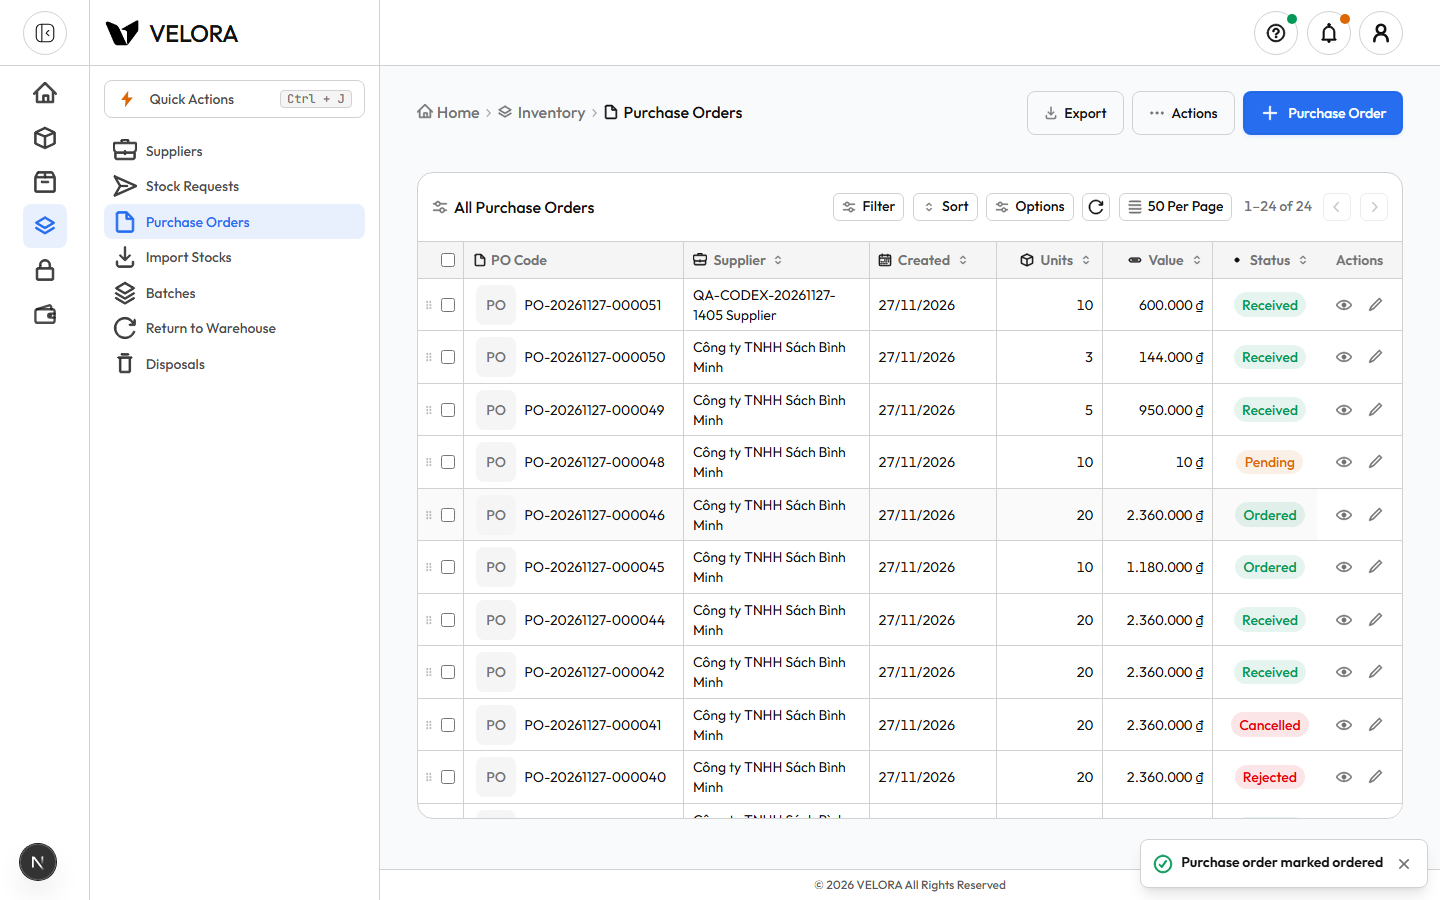 VELORA
Quick Actions Ctrl + J
Suppliers
Stock Requests
Purchase Orders
Import Stocks
Batches
Return to Warehouse
Disposals
N
Home > Inventory > Purchase Orders
Export
Actions
Purchase Order
All Purchase Orders
Filter
Sort
Options
50 Per Page
1–24 of 24
PO Code Supplier Created Units Value Status Actions
PO PO-20261127-000051 QA-CODEX-20261127-
1405 Supplier 27/11/2026 10 600.000 ₫ Received
PO PO-20261127-000050 Công ty TNHH Sách Bình
Minh 27/11/2026 3 144.000 ₫ Received
PO PO-20261127-000049 Công ty TNHH Sách Bình
Minh 27/11/2026 5 950.000 ₫ Received
PO PO-20261127-000048 Công ty TNHH Sách Bình
Minh 27/11/2026 10 10 ₫ Pending
PO PO-20261127-000046 Công ty TNHH Sách Bình
Minh 27/11/2026 20 2.360.000 ₫ Ordered
PO PO-20261127-000045 Công ty TNHH Sách Bình
Minh 27/11/2026 10 1.180.000 ₫ Ordered
PO PO-20261127-000044 Công ty TNHH Sách Bình
Minh 27/11/2026 20 2.360.000 ₫ Received
PO PO-20261127-000042 Công ty TNHH Sách Bình
Minh 27/11/2026 20 2.360.000 ₫ Received
PO PO-20261127-000041 Công ty TNHH Sách Bình
Minh 27/11/2026 20 2.360.000 ₫ Cancelled
PO PO-20261127-000040 Công ty TNHH Sách Bình
Minh 27/11/2026 20 2.360.000 ₫ Rejected
Purchase order marked ordered
© 2026 VELORA All Rights Reserved